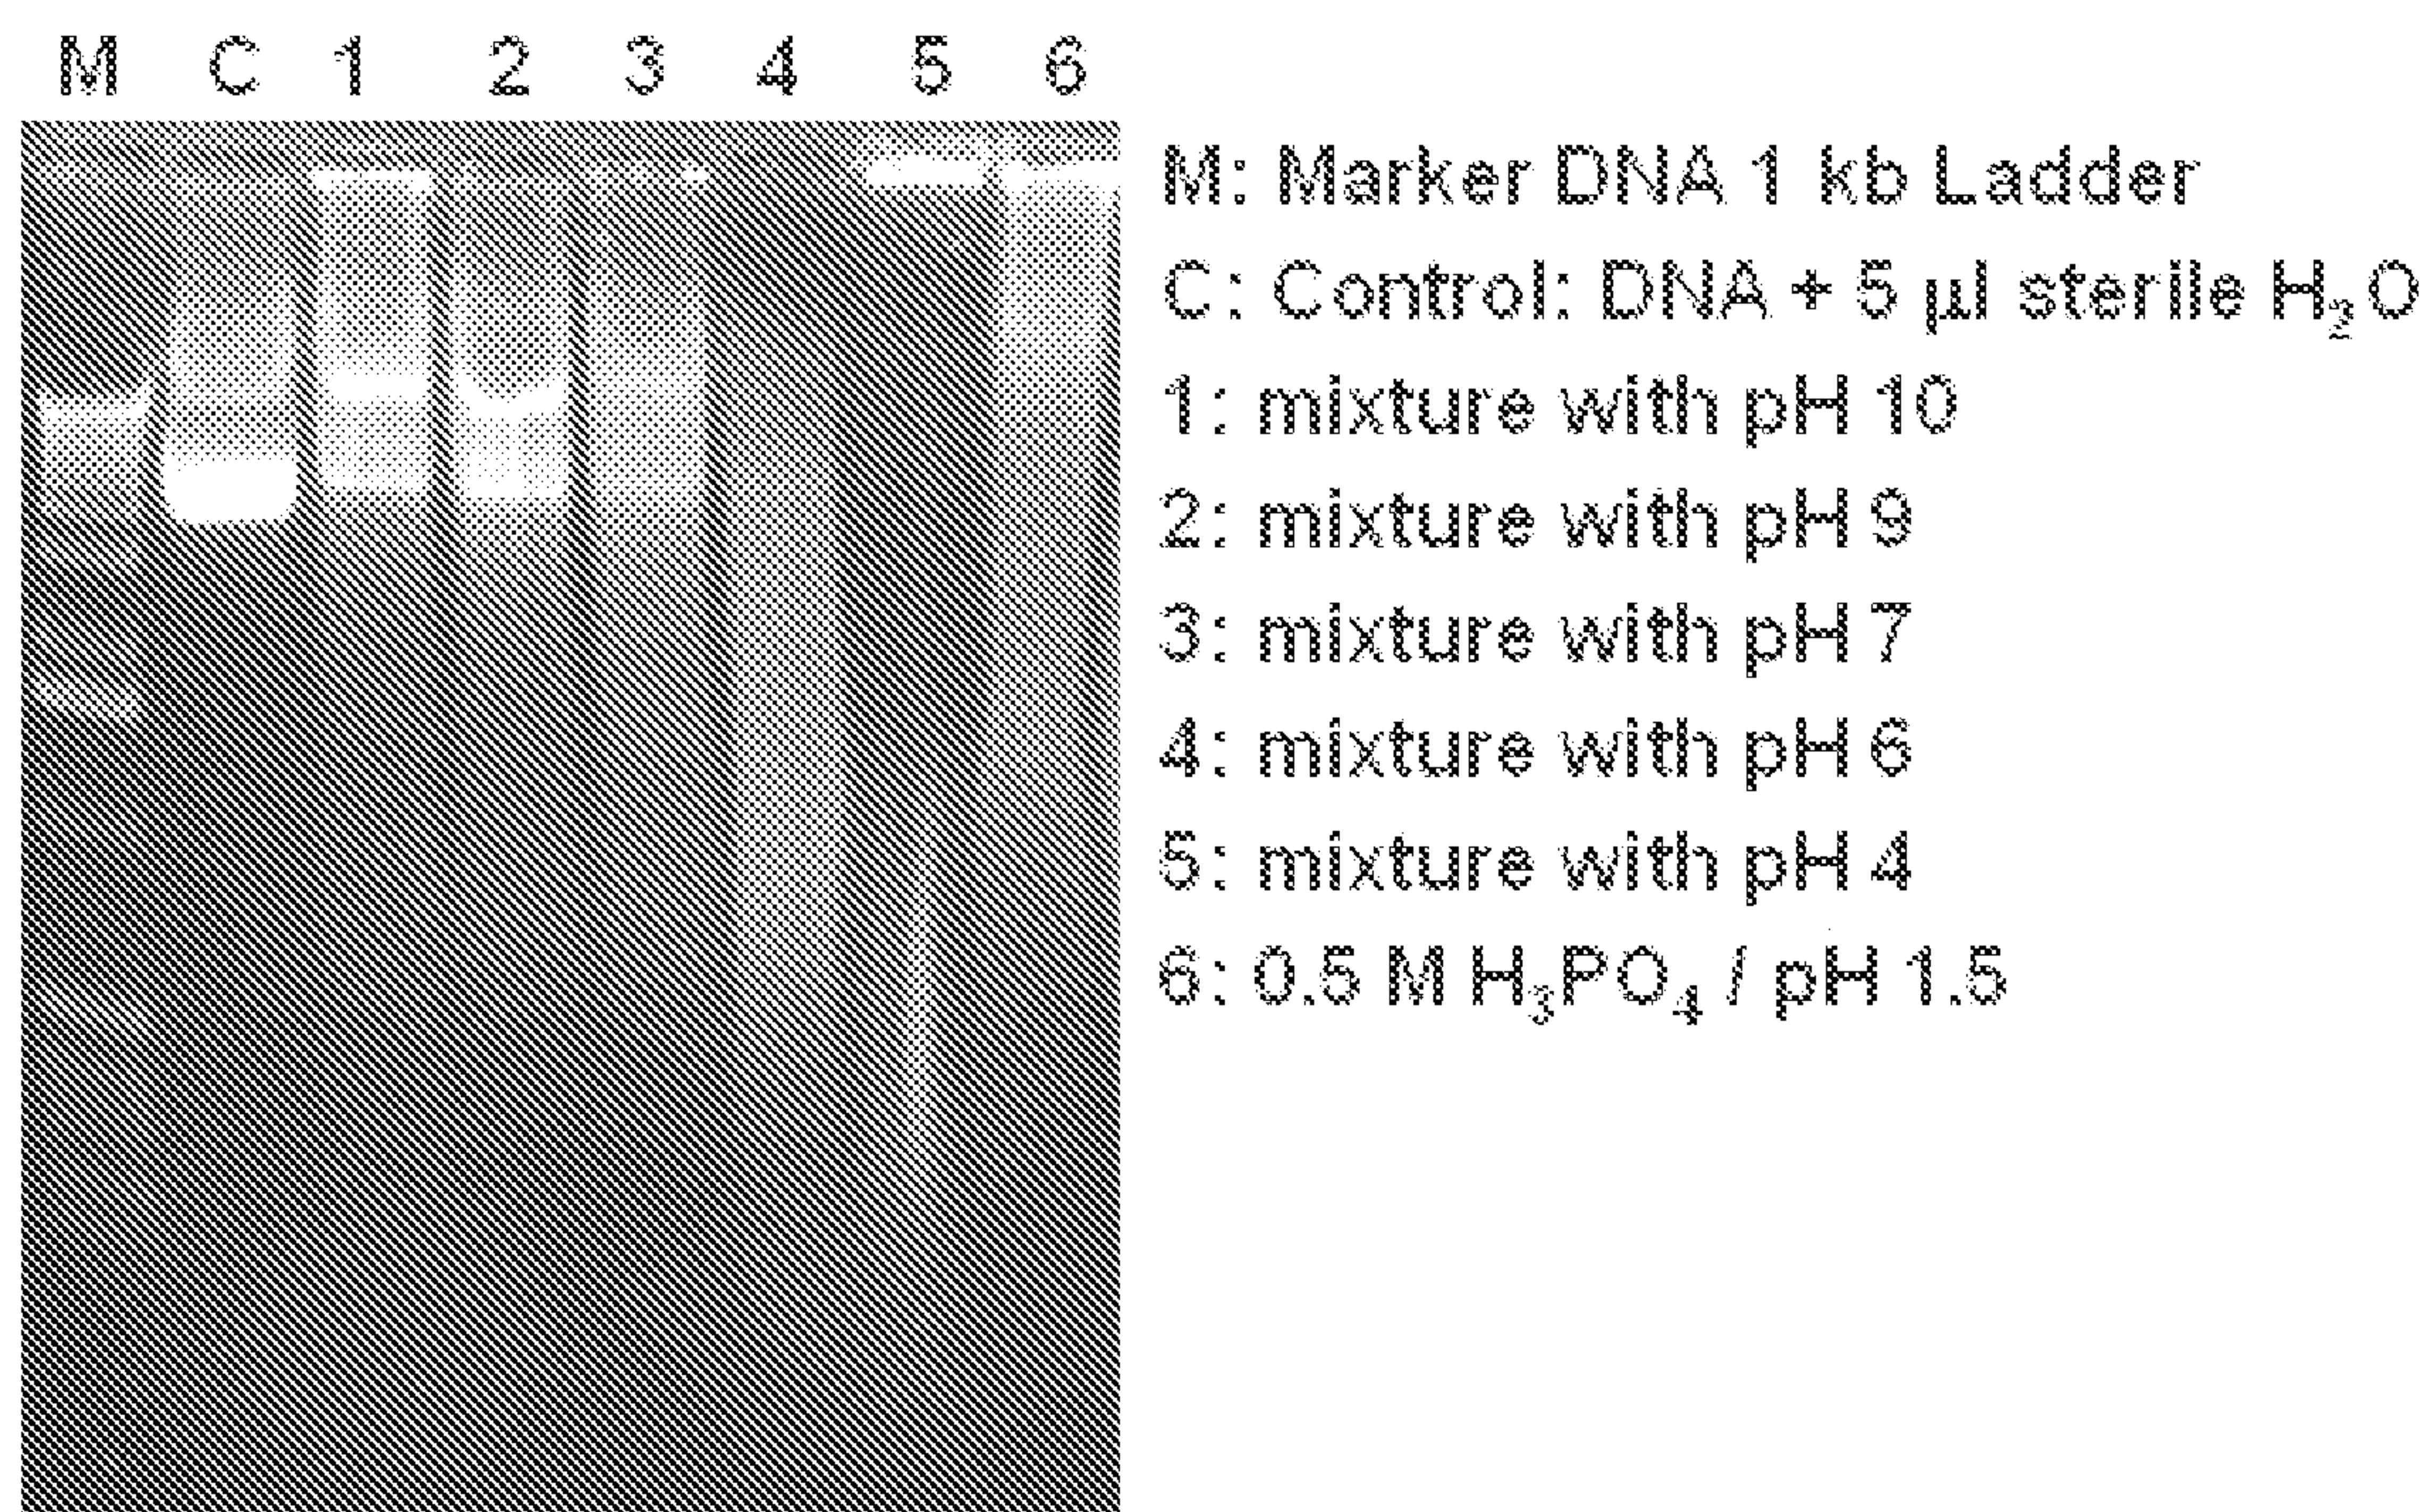 M C 1 2 3 4 5 6
M: Marker DNA 1 kb Ladder
C: Control: DNA + 5 µl sterile H₂O
1: mixture with pH 10
2: mixture with pH 9
3: mixture with pH 7
4: mixture with pH 6
5: mixture with pH 4
6: 0.5 M H₃PO₄ / pH 1.5